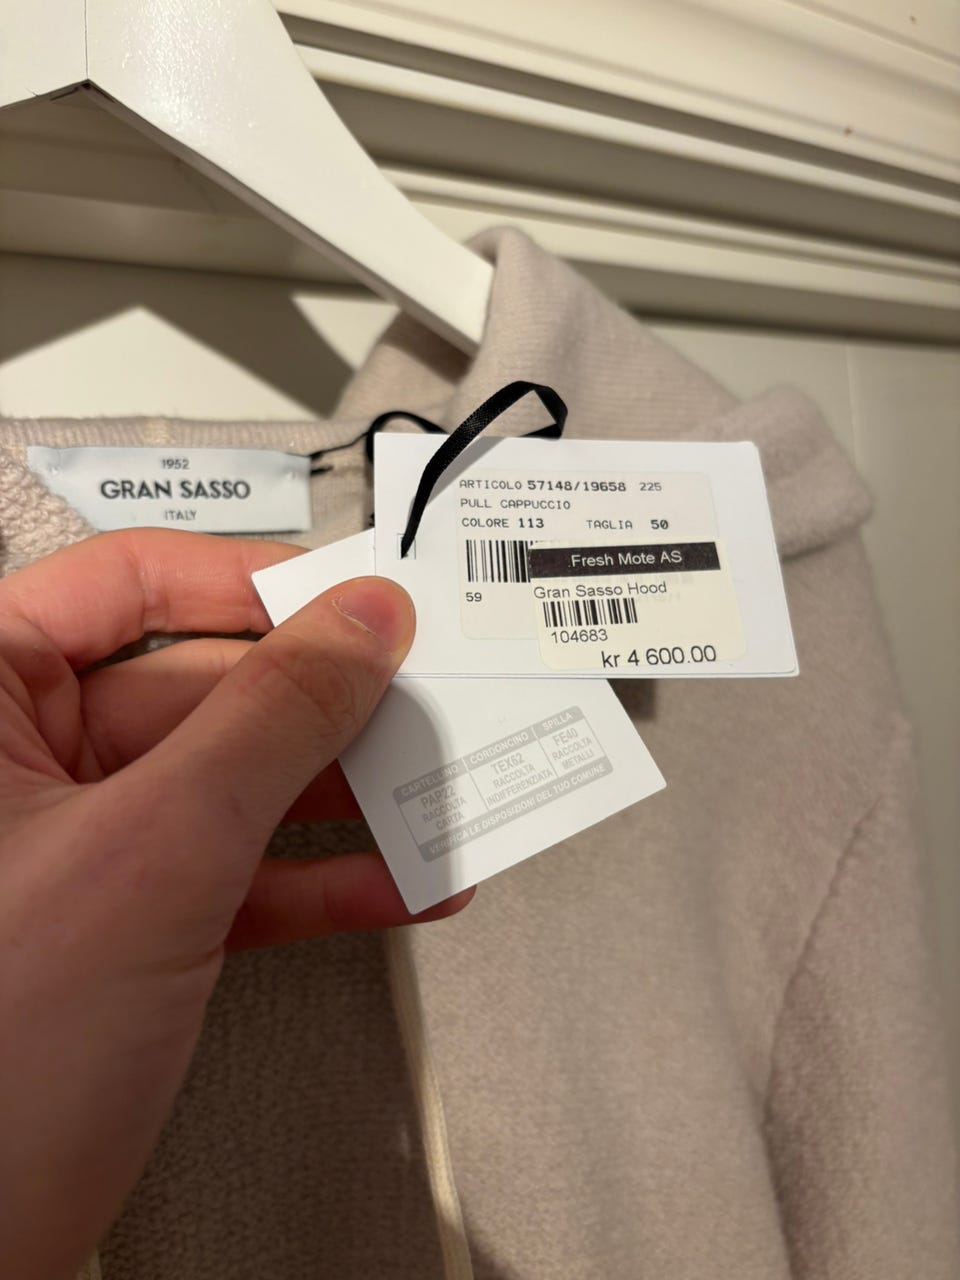 1952
GRAN SASSO
ITALY
ARTICOLO 57148/19658 225
PULL CAPPUCCIO
COLORE 113 TAGLIA 50
59
Fresh Mote AS
Gran Sasso Hood
104683
kr 4 600.00
CARTELLINO CORDONCINO SPILLA
PAP22
RACCOLTA
CARTA
TEX62
RACCOLTA
INDIFFERENZIATA
FE40
RACCOLTA
METALLI
VERIFICA LE DISPOSIZIONI DEL TUO COMUNE